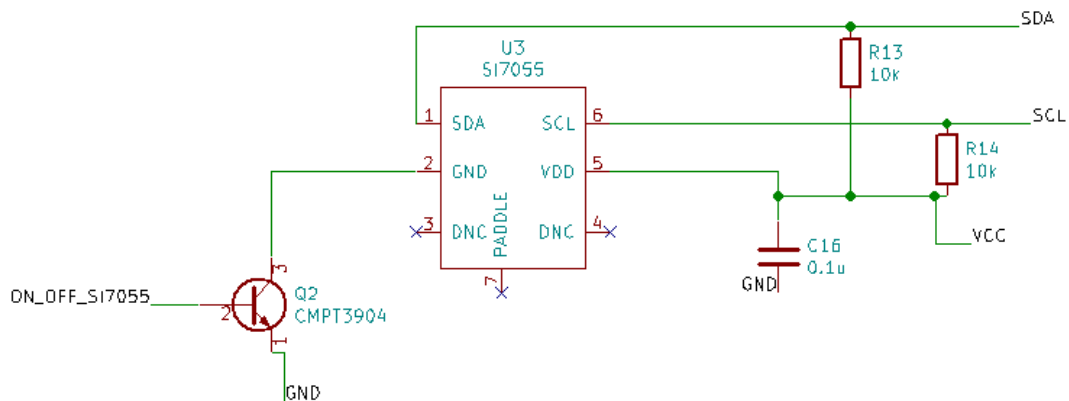 SDA
U3
SI7055
R13
10k
1
SDA
SCL
6
SCL
R14
10k
2
GND
VDD
5
3
DNC
PADDLE
DNC
4
VCC
C16
0.1u
GND
7
3
ON_OFF_SI7055
2
Q2
CMPT3904
1
GND